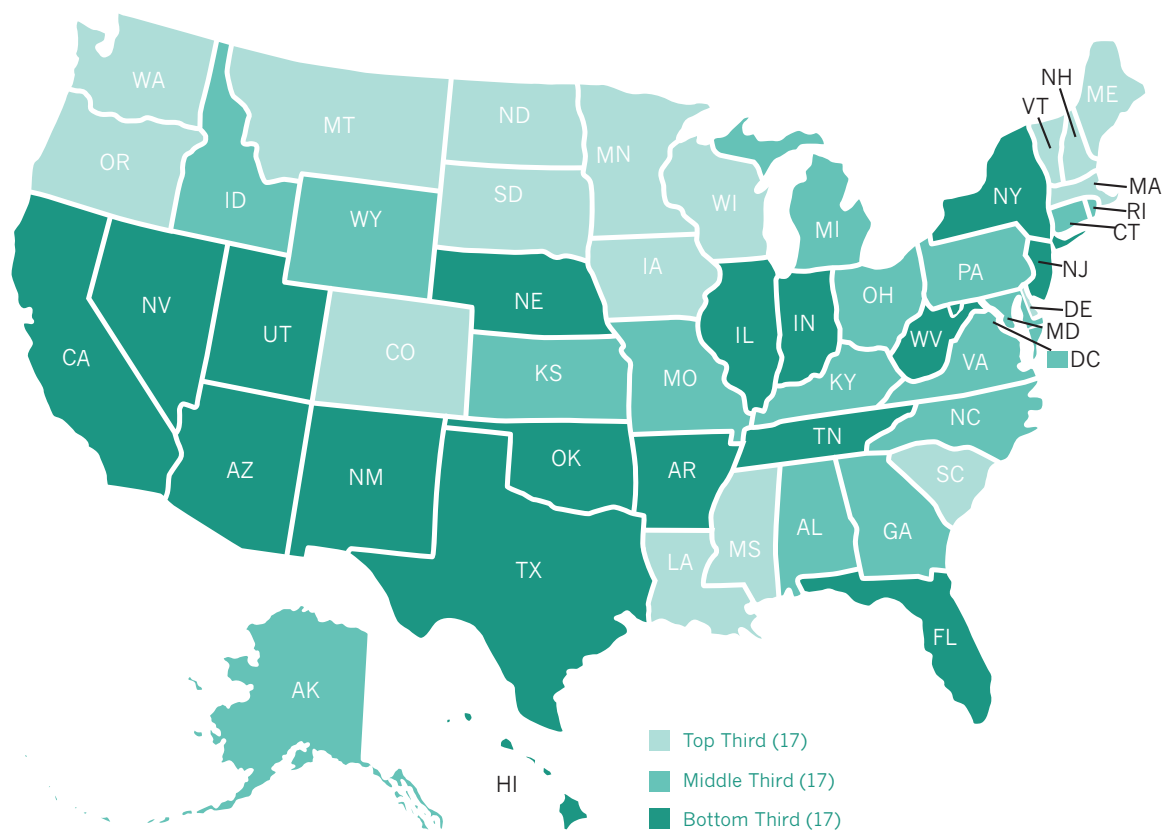 NH
WA
VT
ME
ND
MT
MN
OR
MA
SD
NY
ID
WI
RI
WY
MI
CT
IA
NJ
PA
OH
NE
DE
NV
IN
MD
UT
IL
WV
CO
CA
DC
VA
KS
MO
KY
NC
TN
OK
AZ
AR
NM
SC
AL
GA
MS
LA
TX
FL
AK
Top Third (17)
HI
Middle Third (17)
Bottom Third (17)